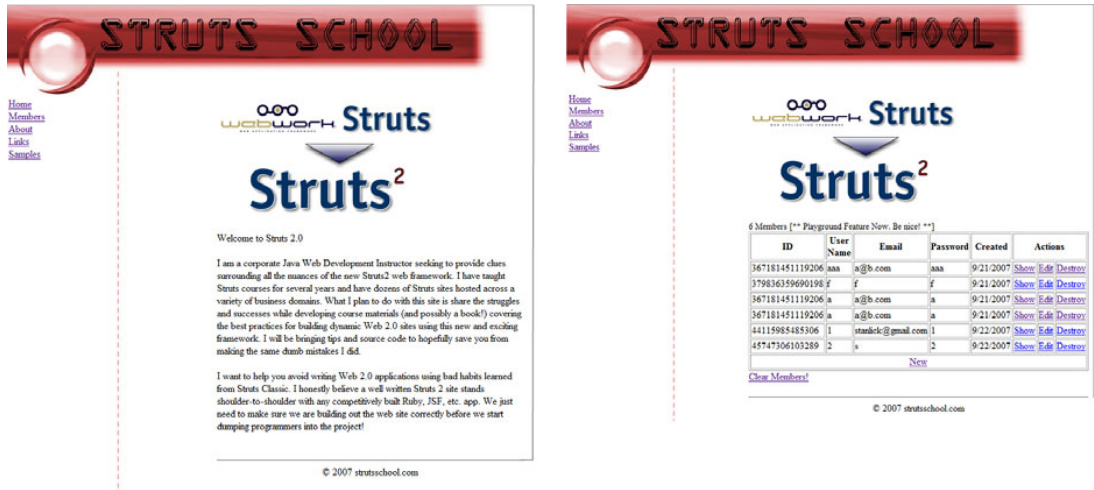 STRUTS SCHOOL
Home
Members
About
Links
Samples
webwork Struts
WEB APPLICATION FRAMEWORK
Struts2
Welcome to Struts 2.0
I am a corporate Java Web Development Instructor seeking to provide clues
surrounding all the nuances of the new Struts2 web framework. I have taught
Struts courses for several years and have dozens of Struts sites hosted across a
variety of business domains. What I plan to do with this site is share the struggles
and successes while developing course materials (and possibly a book!) covering
the best practices for building dynamic Web 2.0 sites using this new and exciting
framework. I will be bringing tips and source code to hopefully save you from
making the same dumb mistakes I did.
I want to help you avoid writing Web 2.0 applications using bad habits learned
from Struts Classic. I honestly believe a well written Struts 2 site stands
shoulder-to-shoulder with any competitively built Ruby, JSF, etc. app. We just
need to make sure we are building out the web site correctly before we start
dumping programmers into the project!
© 2007 strutsschool.com
STRUTS SCHOOL
Home
Members
About
Links
Samples
webwork Struts
WEB APPLICATION FRAMEWORK
Struts2
6 Members [** Playground Feature Now. Be nice! **]
ID User Name Email Password Created Actions
367181451119206 aaa a@b.com aaa 9/21/2007 Show Edit Destroy
379836359690198 f f f 9/21/2007 Show Edit Destroy
367181451119206 a a@b.com a 9/21/2007 Show Edit Destroy
367181451119206 a a@b.com a 9/21/2007 Show Edit Destroy
44115985485306 1 stanlick@gmail.com 1 9/22/2007 Show Edit Destroy
45747306103289 2 s 2 9/22/2007 Show Edit Destroy
New
Clear Members!
© 2007 strutsschool.com